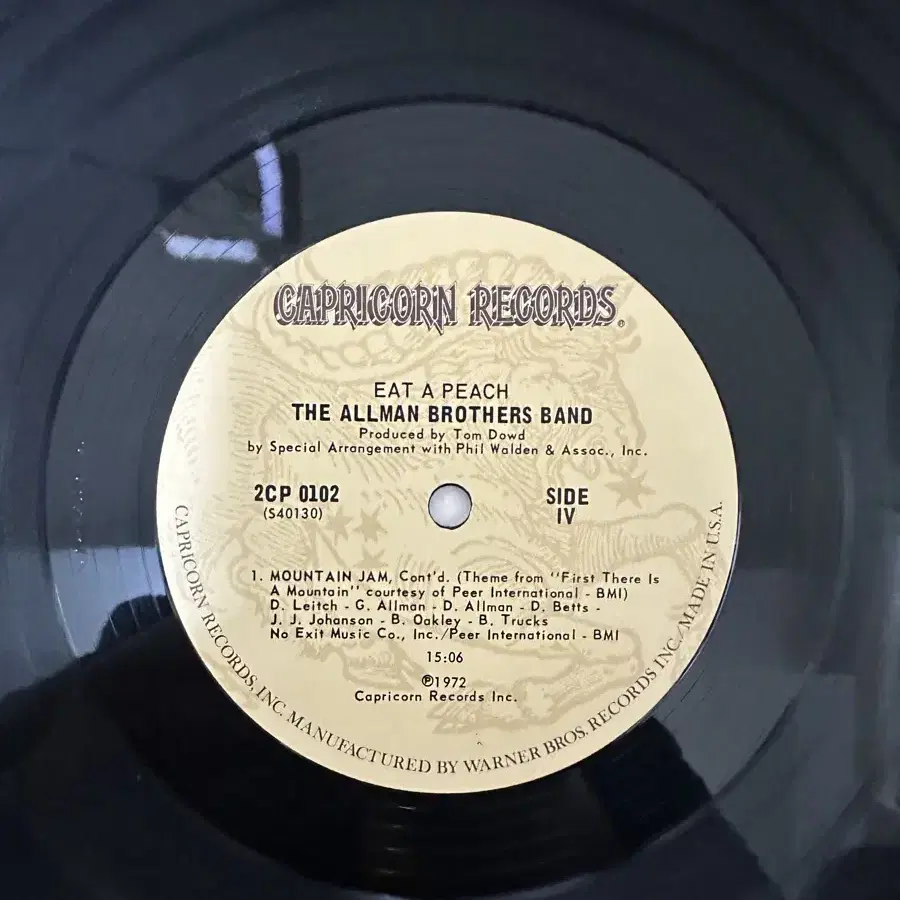 CAPRICORN RECORDS®
EAT A PEACH
THE ALLMAN BROTHERS BAND
Produced by Tom Dowd
by Special Arrangement with Phil Walden & Assoc., Inc.
2CP 0102
(S40130)
SIDE
IV
1. MOUNTAIN JAM, Cont'd. (Theme from "First There Is
A Mountain" courtesy of Peer International - BMI)
D. Leitch - G. Allman - D. Allman - D. Betts -
J. J. Johanson - B. Oakley - B. Trucks
No Exit Music Co., Inc./Peer International - BMI
15:06
℗1972
Capricorn Records Inc.
CAPRICORN RECORDS, INC. MANUFACTURED BY WARNER BROS. RECORDS INC./MADE IN U.S.A.